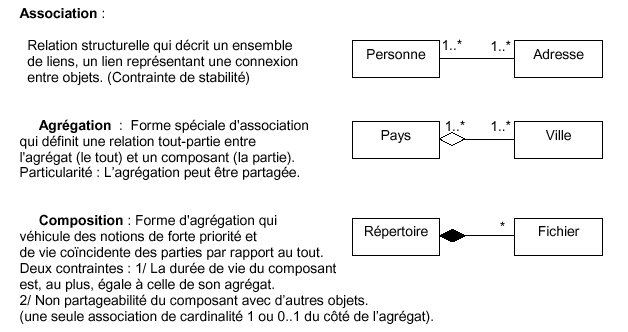 Association :
Relation structurelle qui décrit un ensemble
de liens, un lien représentant une connexion
entre objets. (Contrainte de stabilité)
Personne 1..* 1..* Adresse
Agrégation : Forme spéciale d'association
qui définit une relation tout-partie entre
l'agrégat (le tout) et un composant (la partie).
Particularité : L'agrégation peut être partagée.
Pays 1..* 1..* Ville
Composition : Forme d'agrégation qui
véhicule des notions de forte priorité et
de vie coïncidente des parties par rapport au tout.
Deux contraintes : 1/ La durée de vie du composant
est, au plus, égale à celle de son agrégat.
2/ Non partageabilité du composant avec d'autres objets.
(une seule association de cardinalité 1 ou 0..1 du côté de l'agrégat).
Répertoire * Fichier